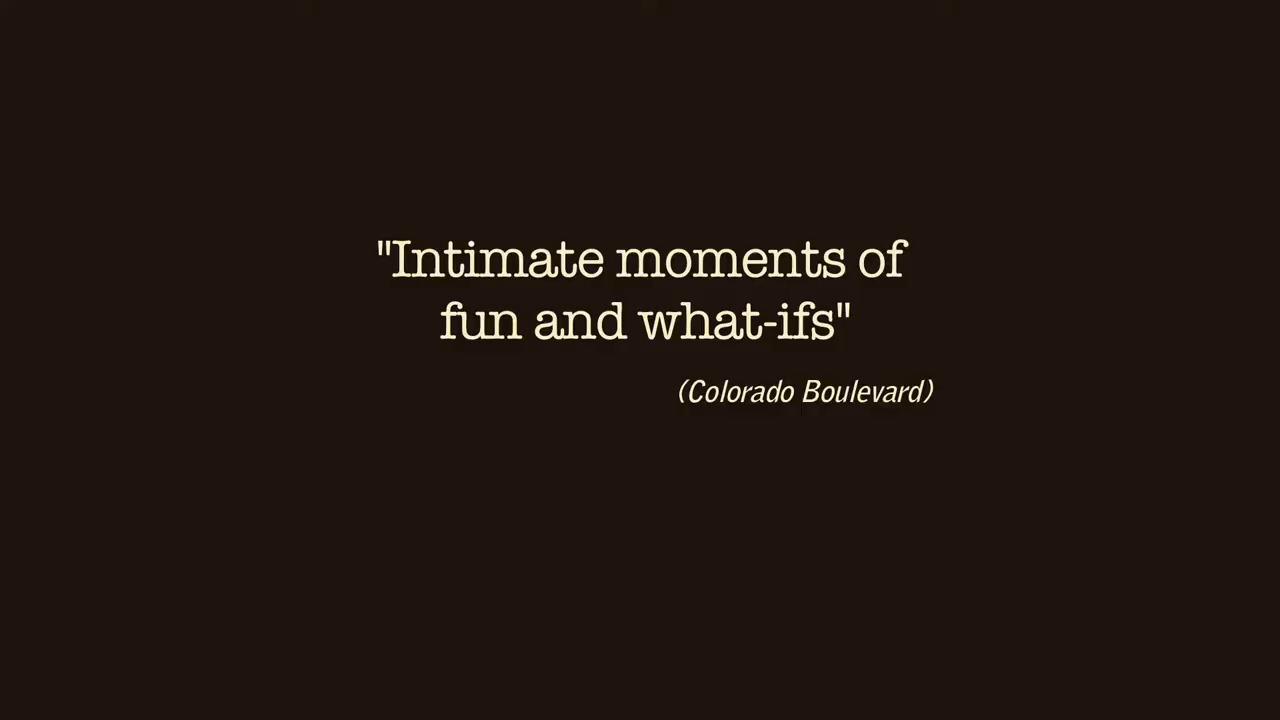 "Intimate moments of
fun and what-ifs"
(Colorado Boulevard)